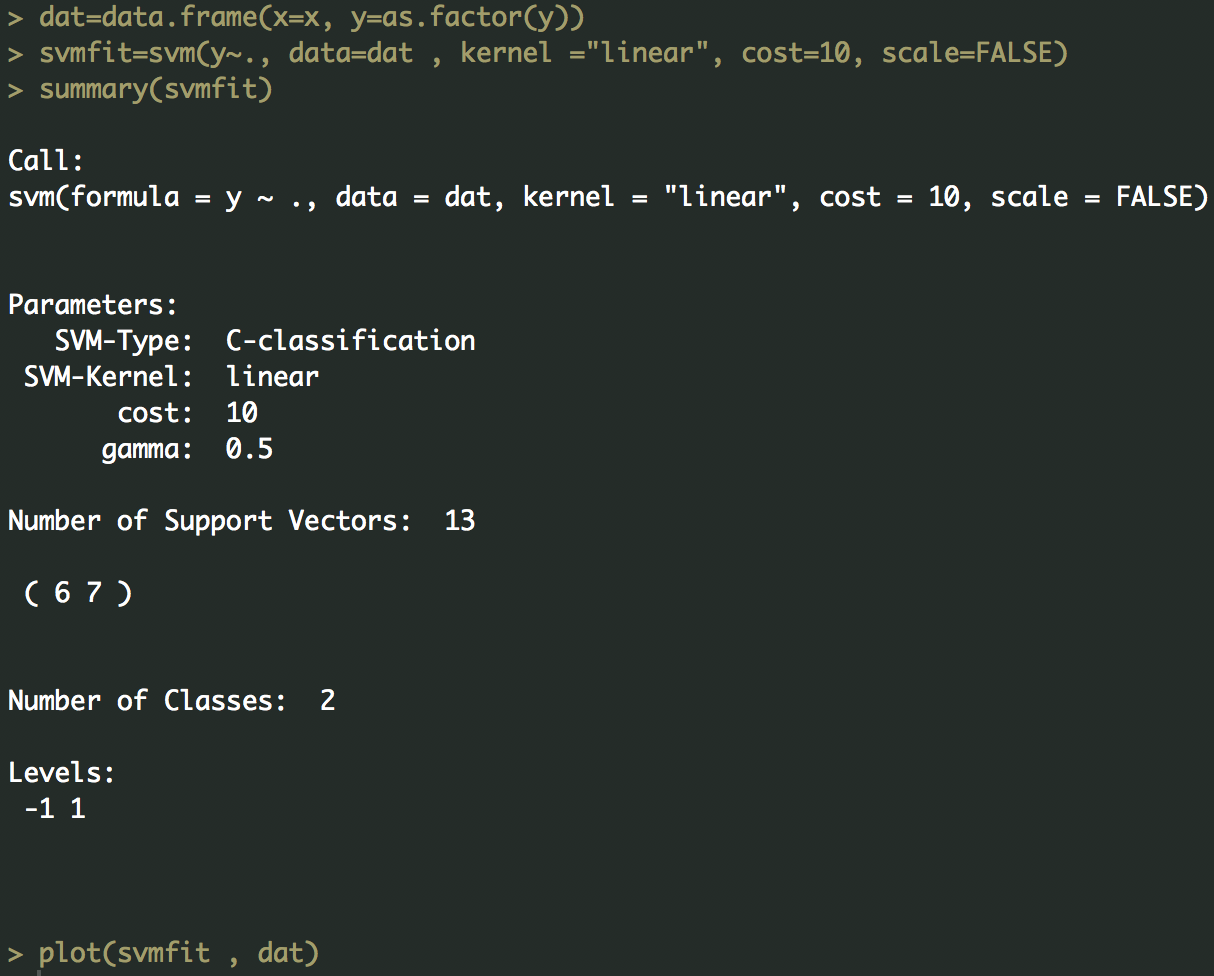 > dat=data.frame(x=x, y=as.factor(y))
> svmfit=svm(y~., data=dat , kernel ="linear", cost=10, scale=FALSE)
> summary(svmfit)
Call:
svm(formula = y ~ ., data = dat, kernel = "linear", cost = 10, scale = FALSE)
Parameters:
   SVM-Type:  C-classification
 SVM-Kernel:  linear
       cost:  10
      gamma:  0.5
Number of Support Vectors:  13
 ( 6 7 )
Number of Classes:  2
Levels:
 -1 1
> plot(svmfit , dat)